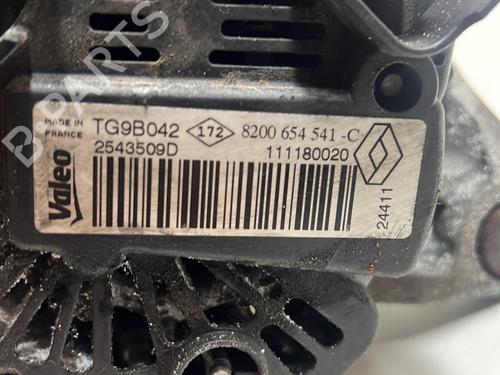 B-PARTS
MADE IN
FRANCE
Valeo
TG9B042 172 8200 654 541 -C
2543509D 111180020
24411